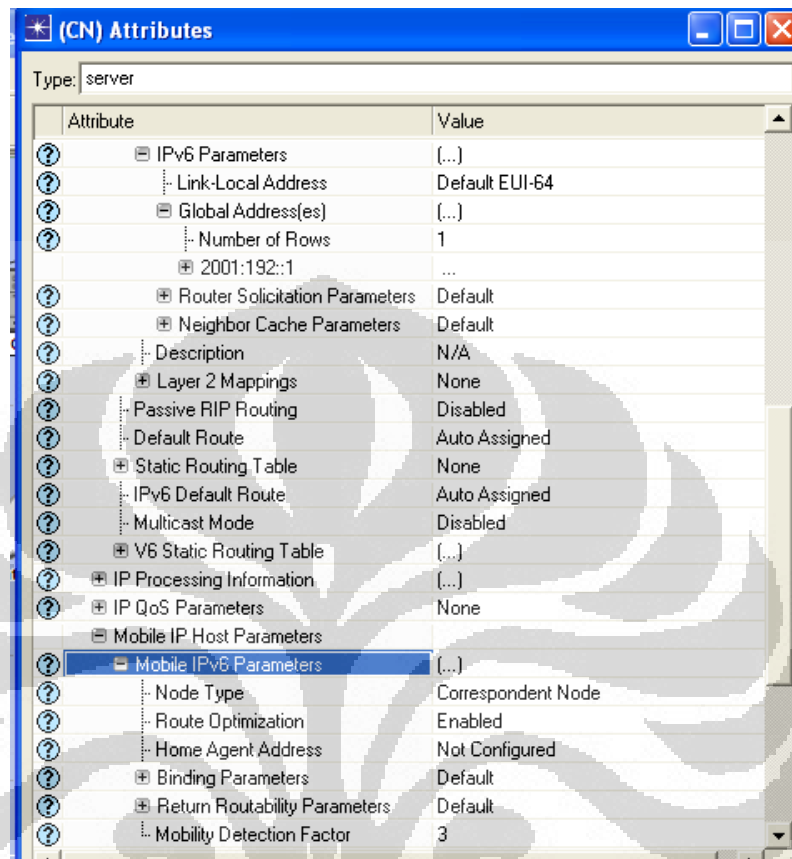 (CN) Attributes
Type: server
Attribute Value
IPv6 Parameters (...)
Link-Local Address Default EUI-64
Global Address(es) (...)
Number of Rows 1
2001:192::1 ...
Router Solicitation Parameters Default
Neighbor Cache Parameters Default
Description N/A
Layer 2 Mappings None
Passive RIP Routing Disabled
Default Route Auto Assigned
Static Routing Table None
IPv6 Default Route Auto Assigned
Multicast Mode Disabled
V6 Static Routing Table (...)
IP Processing Information (...)
IP QoS Parameters None
Mobile IP Host Parameters
Mobile IPv6 Parameters (...)
Node Type Correspondent Node
Route Optimization Enabled
Home Agent Address Not Configured
Binding Parameters Default
Return Routability Parameters Default
Mobility Detection Factor 3